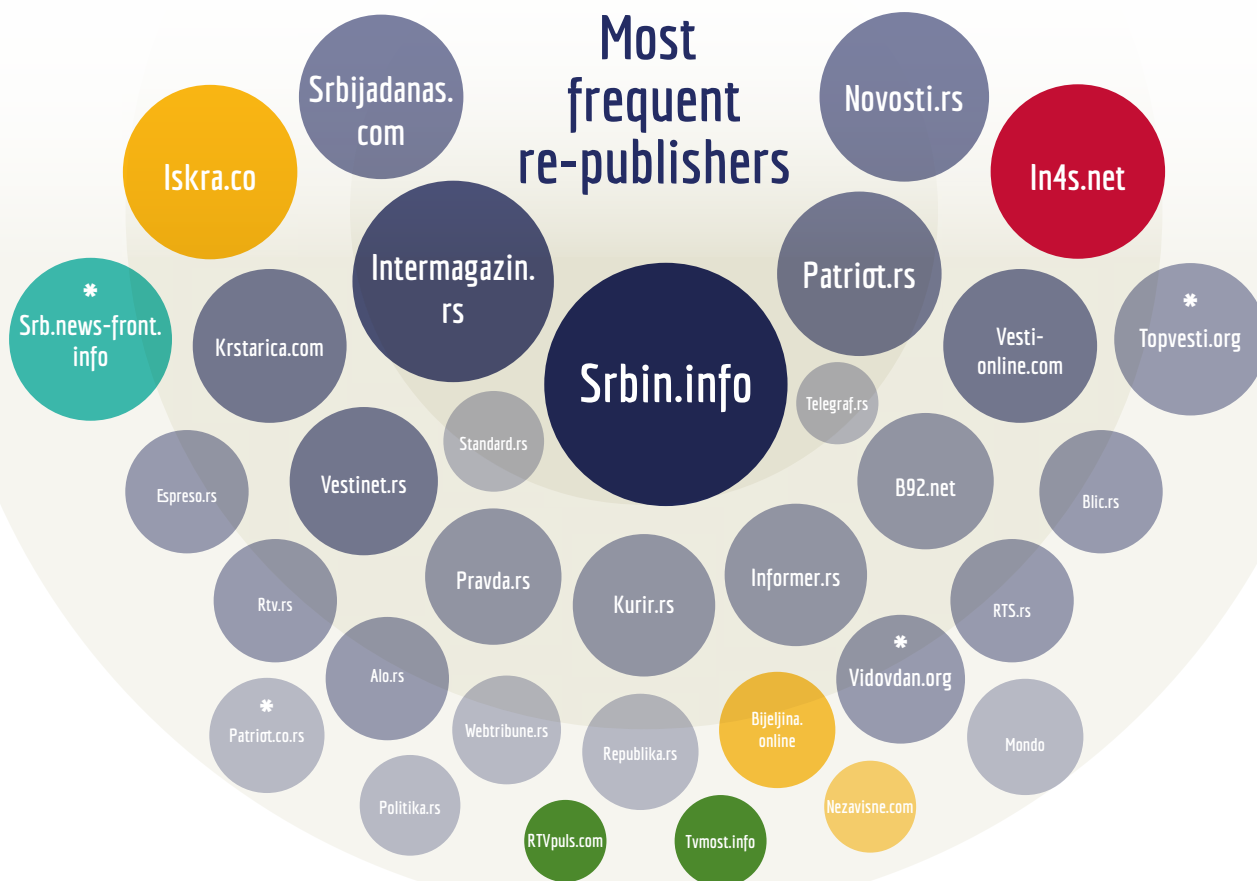 Most
frequent
re-publishers
Srbijadanas.
com
Novosti.rs
Iskra.co
In4s.net
Intermagazin.
rs
Patriot.rs
*
Srb.news-front.
info
Krstarica.com
Srbin.info
Vesti-
online.com
*
Topvesti.org
Standard.rs
Telegraf.rs
Espreso.rs
Vestinet.rs
B92.net
Blic.rs
Rtv.rs
Pravda.rs
Kurir.rs
Informer.rs
RTS.rs
Alo.rs
*
Vidovdan.org
*
Patriot.co.rs
Webtribune.rs
Republika.rs
Bijeljina.
online
Mondo
Politika.rs
RTVpuls.com
Tvmost.info
Nezavisne.com